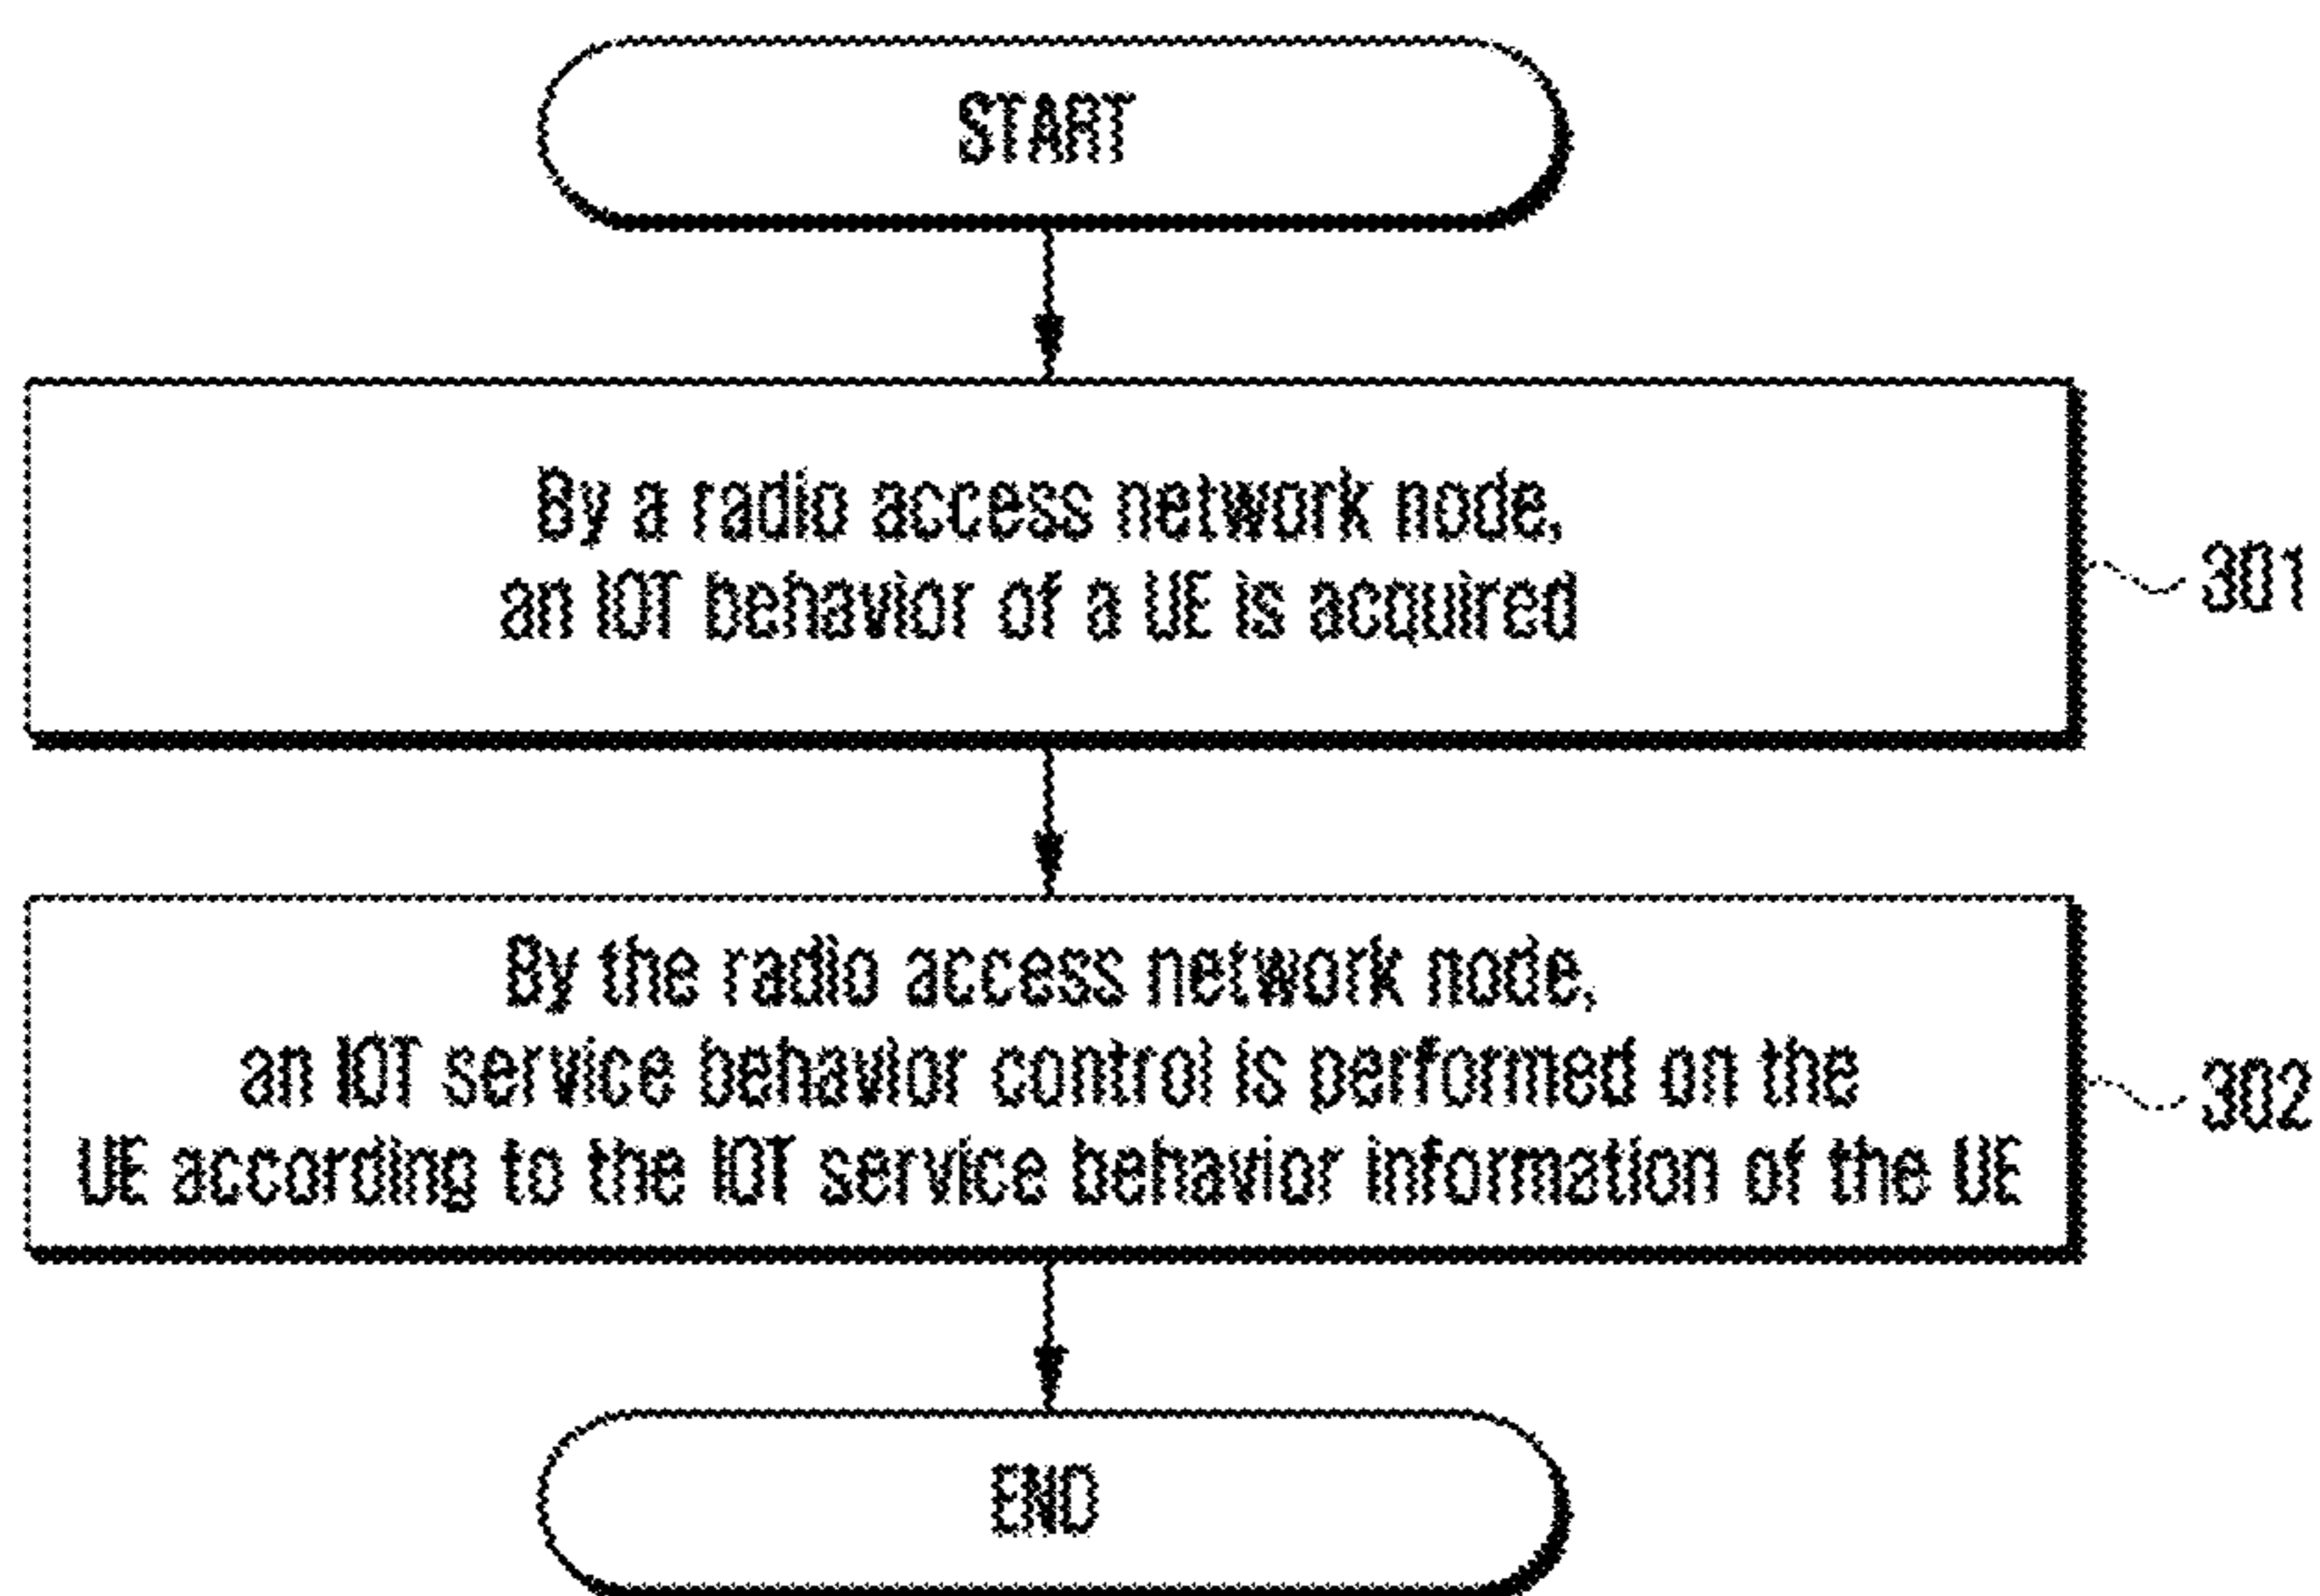 START
By a radio access network node,
an IOT behavior of a UE is acquired
301
By the radio access network node,
an IOT service behavior control is performed on the
UE according to the IOT service behavior information of the UE
302
END